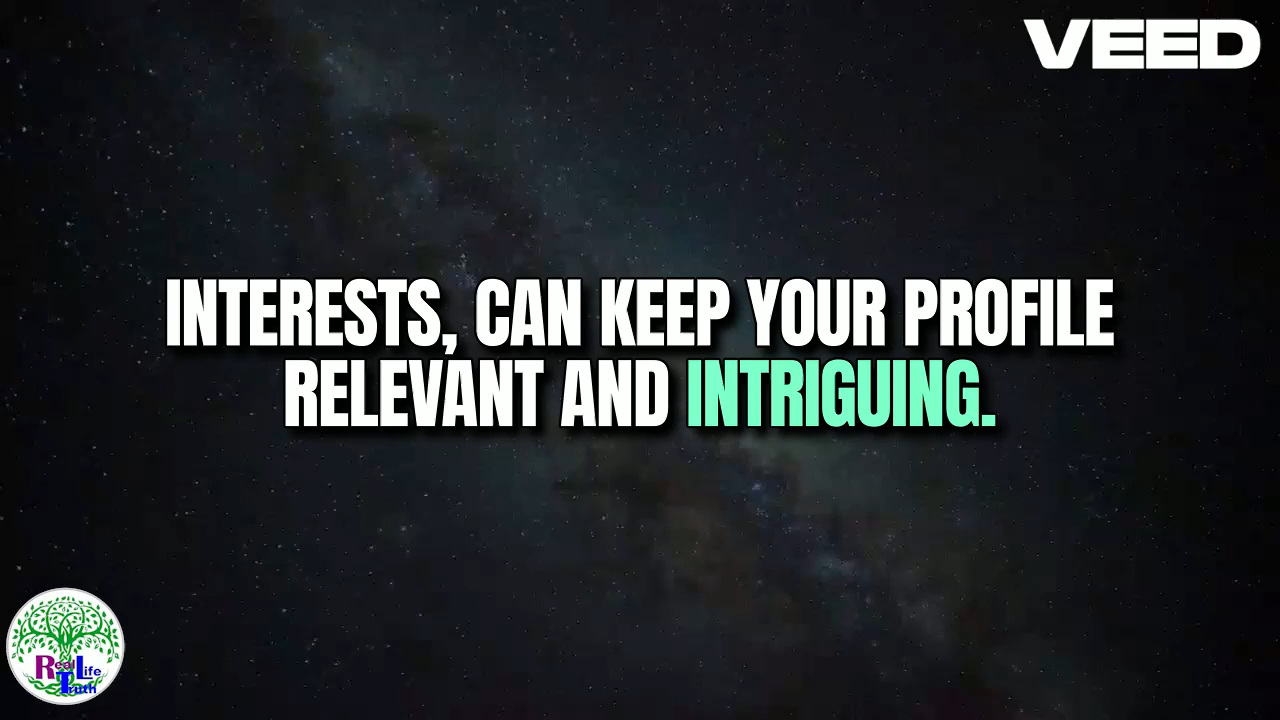 VEED
INTERESTS, CAN KEEP YOUR PROFILE
RELEVANT AND INTRIGUING.
Real Life
Truth